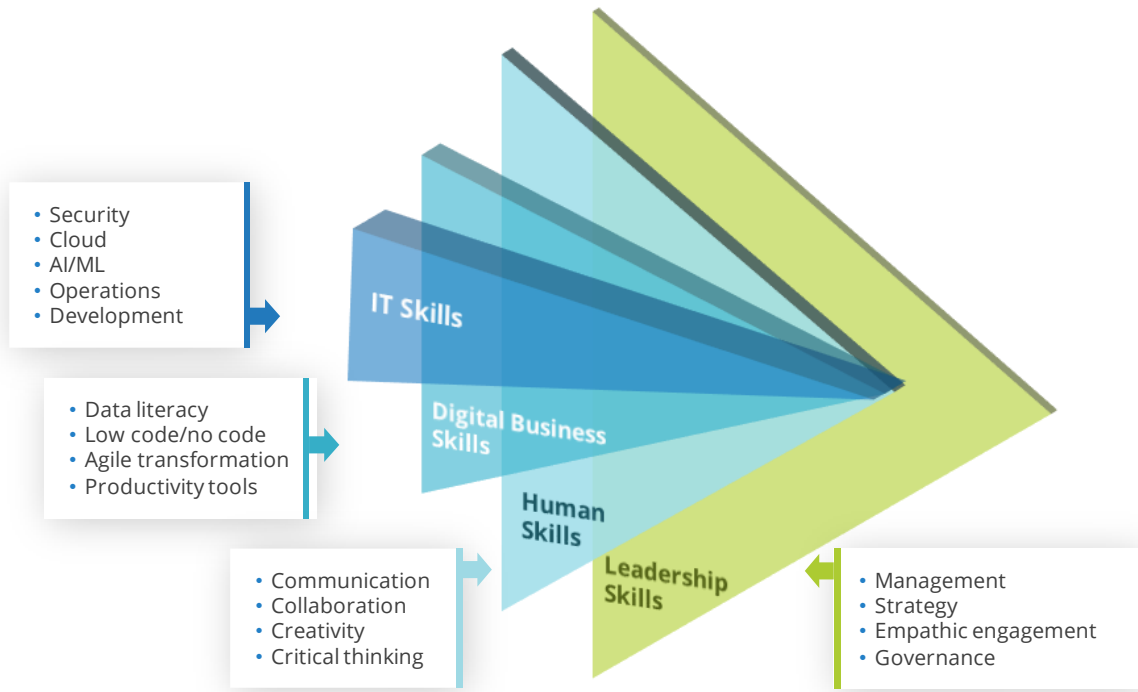 • Security
• Cloud
• AI/ML
• Operations
• Development
IT Skills
• Data literacy
• Low code/no code
• Agile transformation
• Productivity tools
Digital Business
Skills
Human
Skills
• Communication
• Collaboration
• Creativity
• Critical thinking
Leadership
Skills
• Management
• Strategy
• Empathic engagement
• Governance